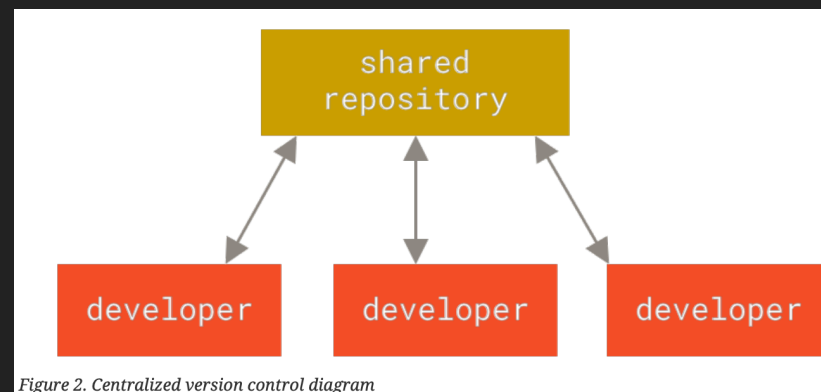 shared
repository
developer
developer
developer
Figure 2. Centralized version control diagram